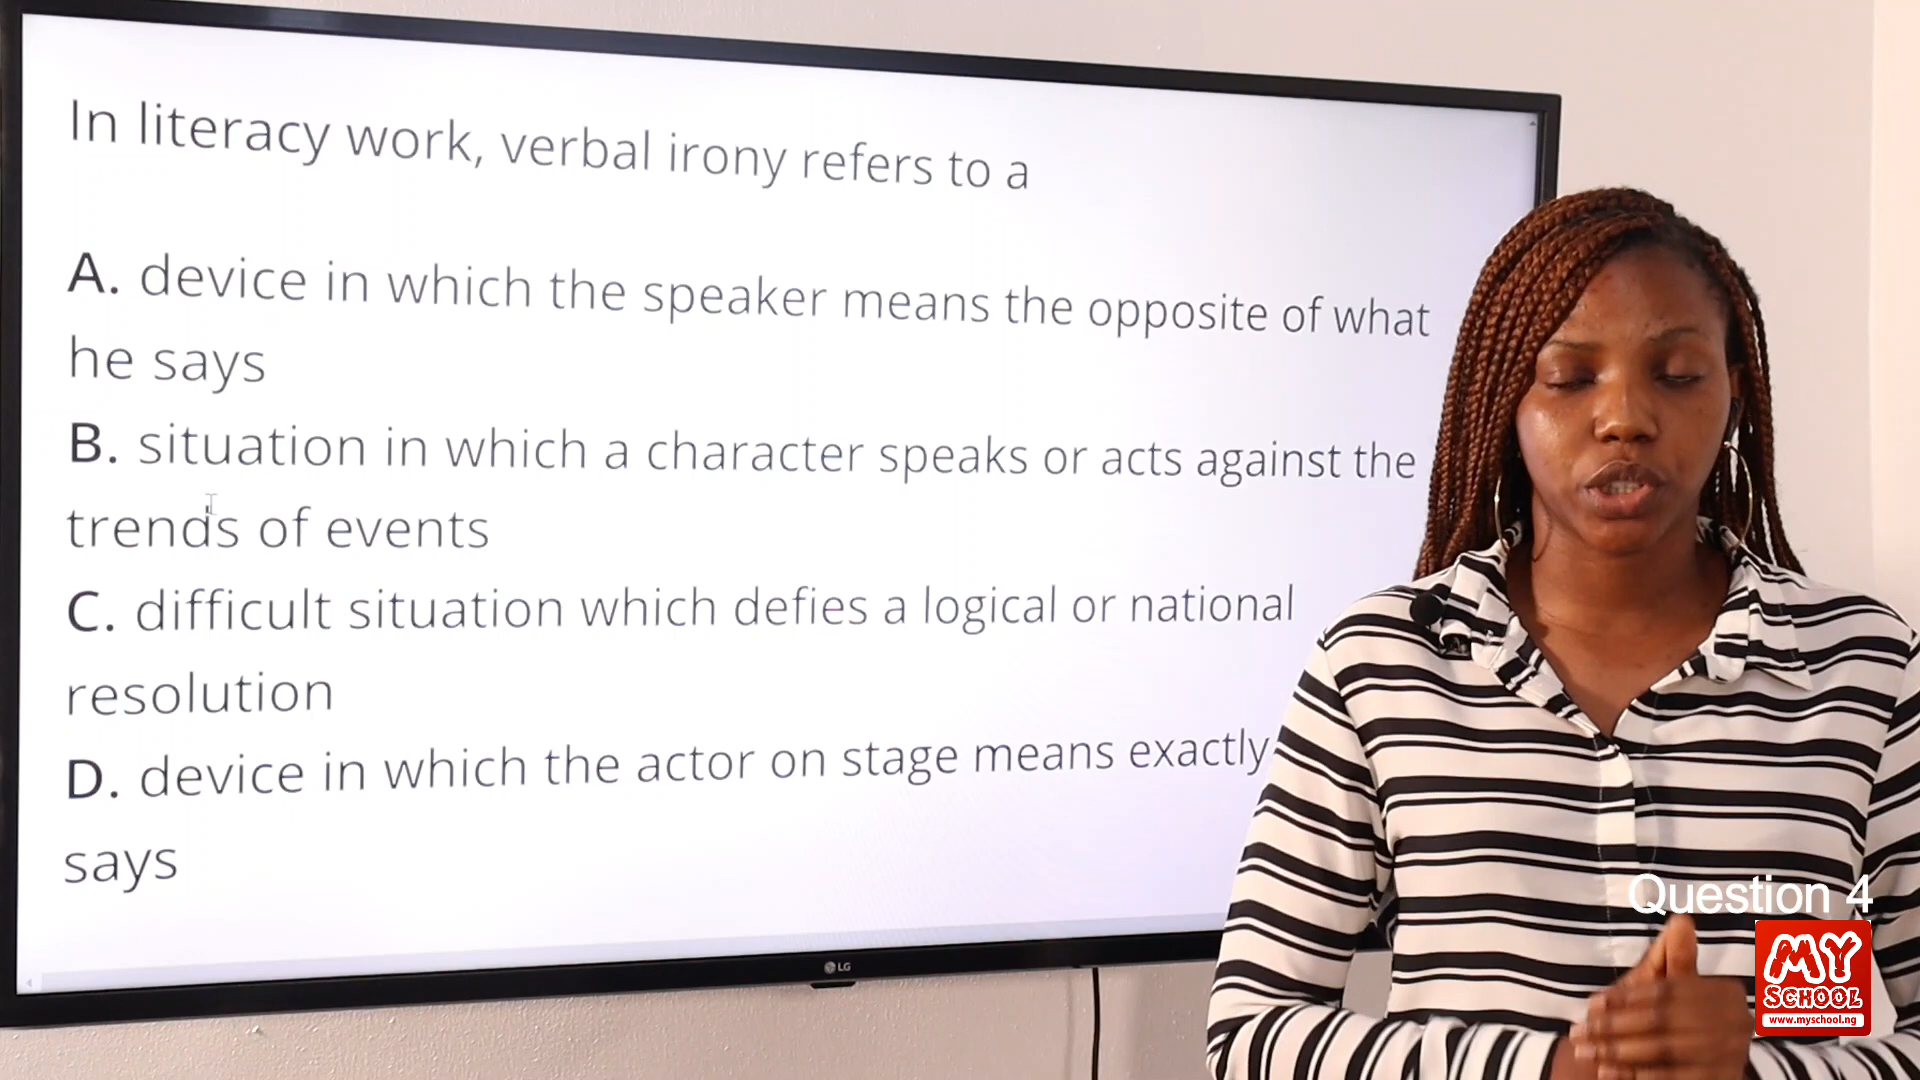 In literacy work, verbal irony refers to a
A. device in which the speaker means the opposite of what
he says
B. situation in which a character speaks or acts against the
trends of events
C. difficult situation which defies a logical or national
resolution
D. device in which the actor on stage means exactly
says
LG
Question 4
MY
SCHOOL
www.myschool.ng